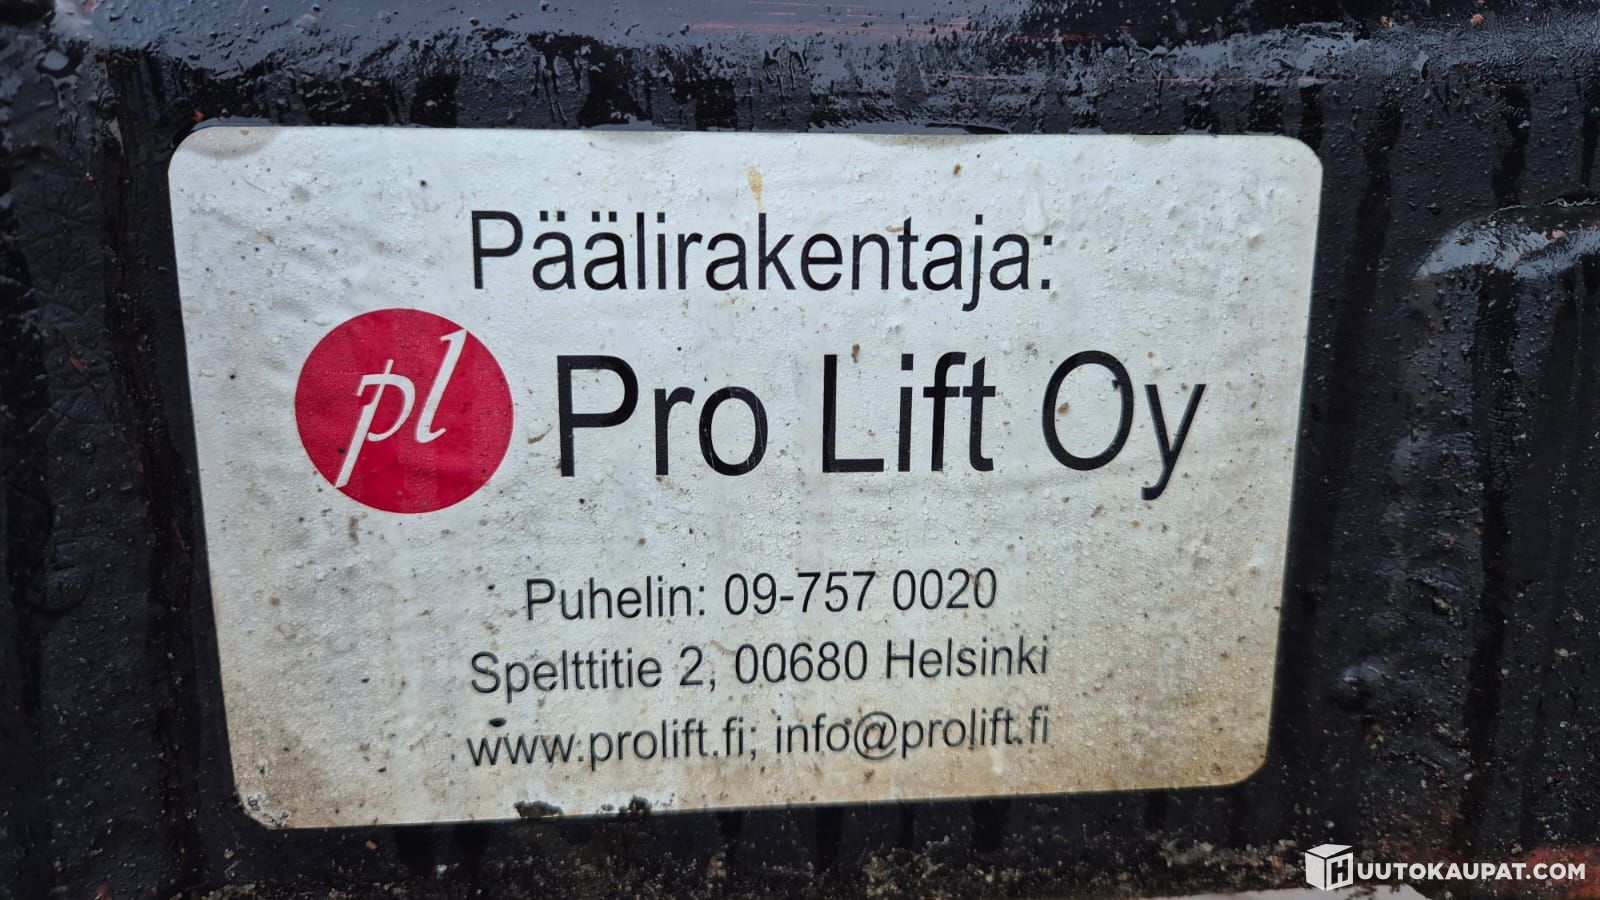 Päälirakentaja:
pl Pro Lift Oy
Puhelin: 09-757 0020
Spelttitie 2, 00680 Helsinki
www.prolift.fi; info@prolift.fi
HUUTOKAUPAT.COM